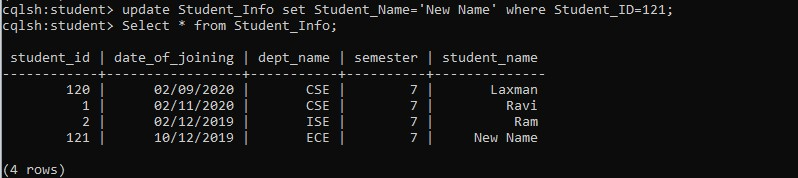 cqlsh:student> update Student_Info set Student_Name='New Name' where Student_ID=121;
cqlsh:student> Select * from Student_Info;
 student_id | date_of_joining | dept_name | semester | student_name
------------+-----------------+-----------+----------+--------------
        120 |      02/09/2020 |       CSE |        7 |       Laxman
          1 |      02/11/2020 |       CSE |        7 |         Ravi
          2 |      02/12/2019 |       ISE |        7 |          Ram
        121 |      10/12/2019 |       ECE |        7 |     New Name
(4 rows)